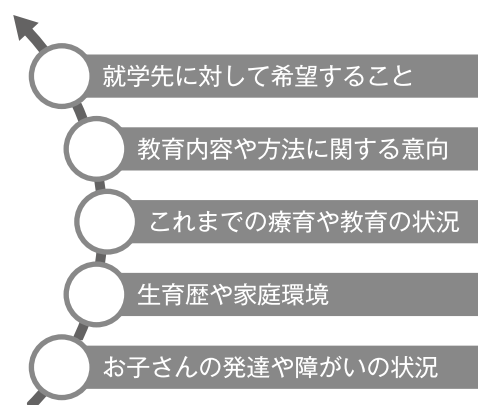 就学先に対して希望すること
教育内容や方法に関する意向
これまでの療育や教育の状況
生育歴や家庭環境
お子さんの発達や障がいの状況